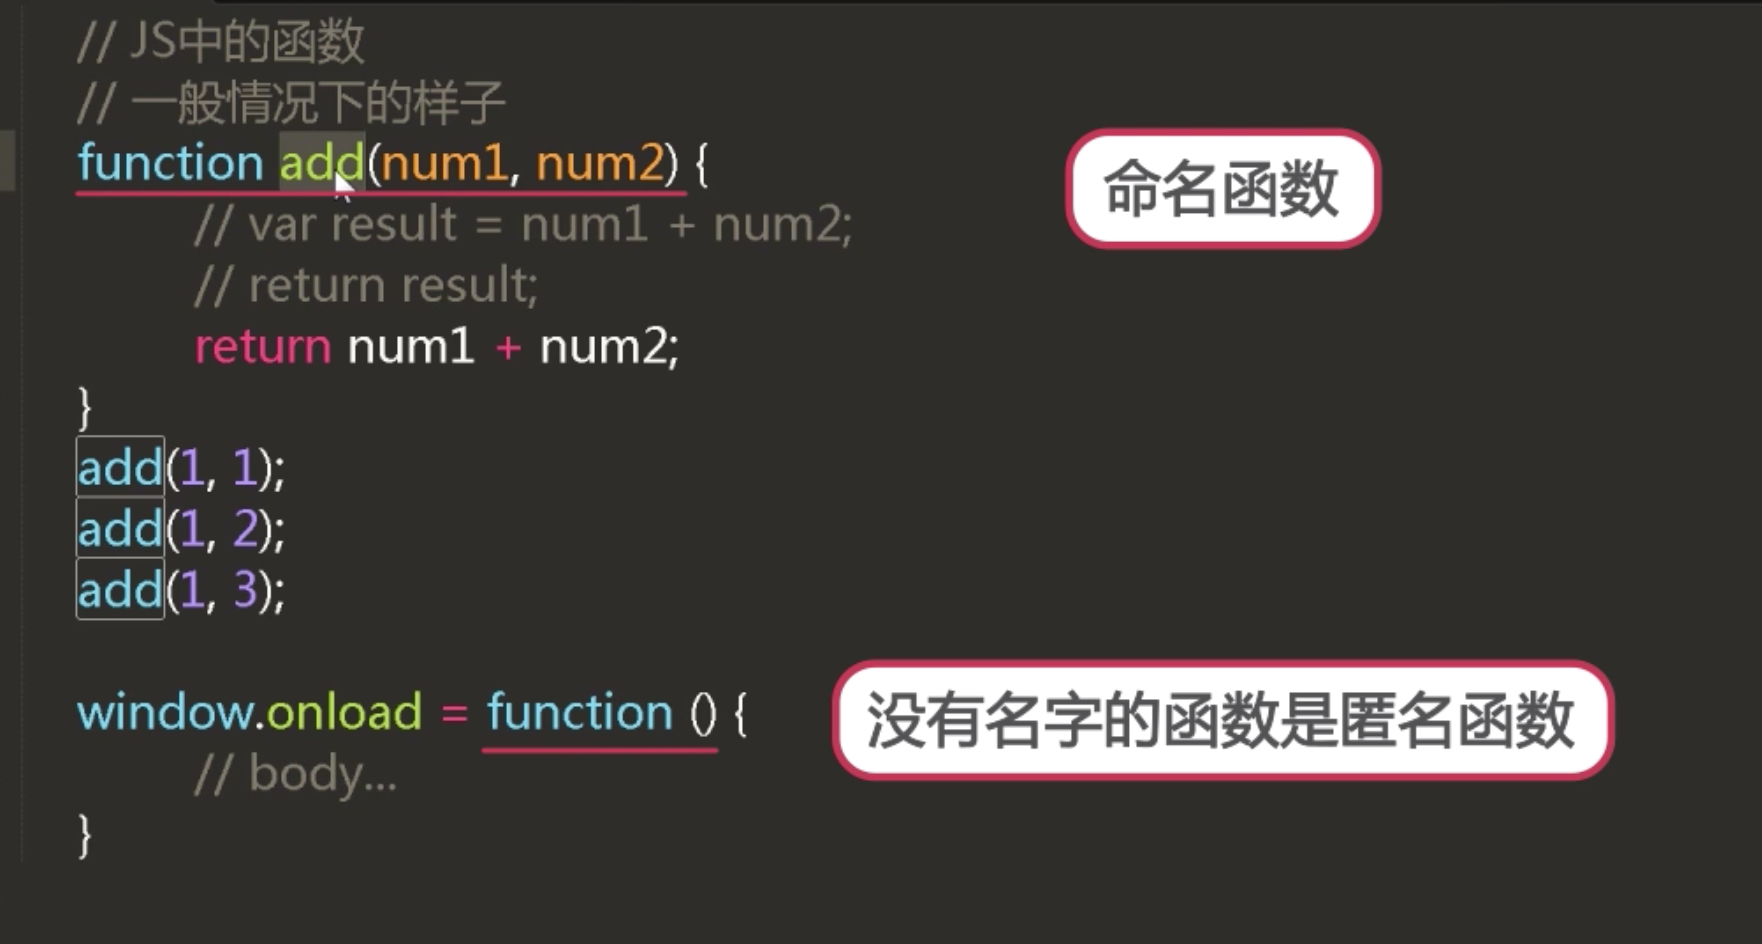 // JS中的函数
// 一般情况下的样子
function add(num1, num2) {
命名函数
// var result = num1 + num2;
// return result;
return num1 + num2;
}
add(1, 1);
add(1, 2);
add(1, 3);
window.onload = function () {
没有名字的函数是匿名函数
// body...
}